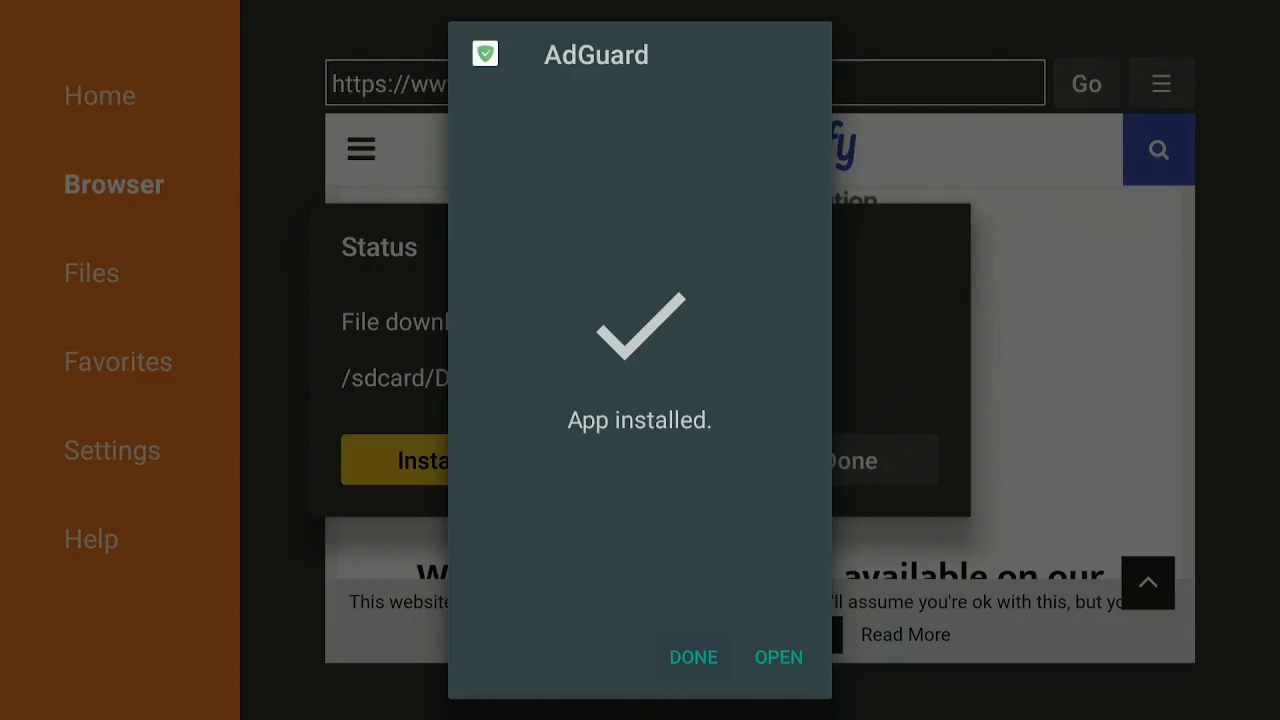 Home
Browser
Files
Favorites
Settings
Help
https://ww
Go
Status
File downl
/sdcard/D
Insta
Done
AdGuard
App installed.
DONE
OPEN
available on our
This website
'll assume you're ok with this, but yo
Read More